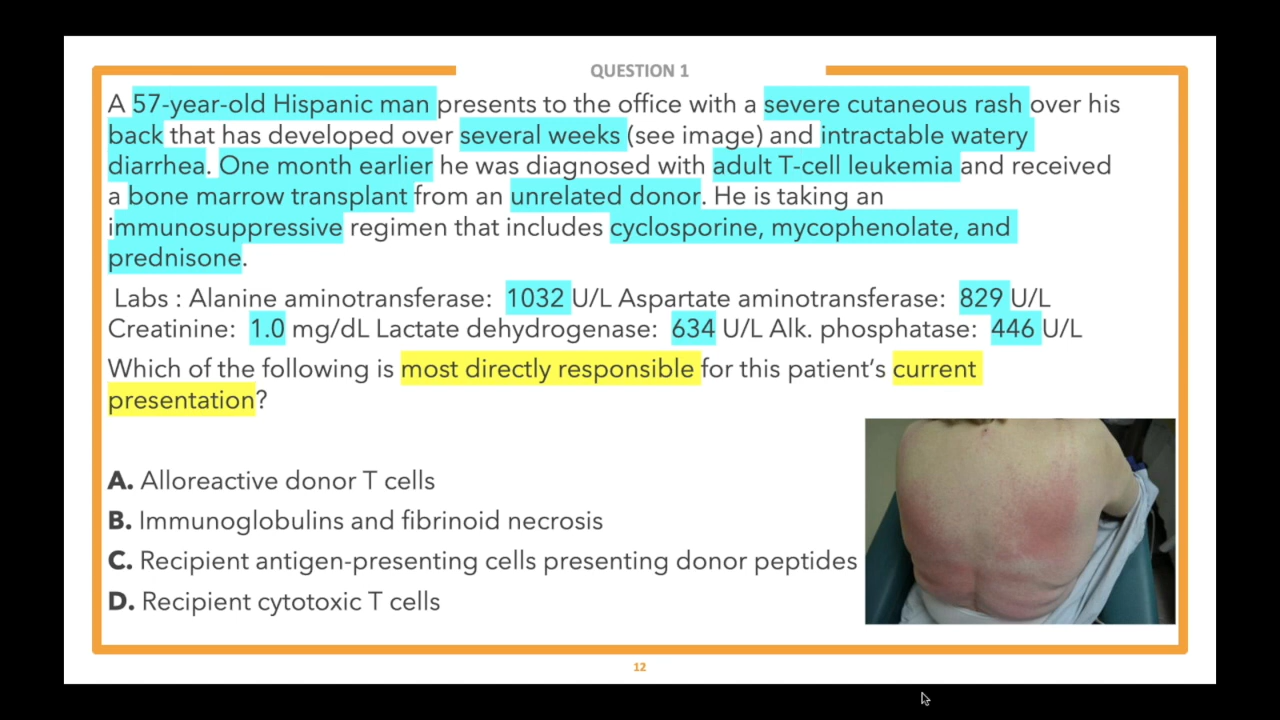 QUESTION 1
A 57-year-old Hispanic man presents to the office with a severe cutaneous rash over his
back that has developed over several weeks (see image) and intractable watery
diarrhea. One month earlier he was diagnosed with adult T-cell leukemia and received
a bone marrow transplant from an unrelated donor. He is taking an
immunosuppressive regimen that includes cyclosporine, mycophenolate, and
prednisone.
Labs : Alanine aminotransferase: 1032 U/L Aspartate aminotransferase: 829 U/L
Creatinine: 1.0 mg/dL Lactate dehydrogenase: 634 U/L Alk. phosphatase: 446 U/L
Which of the following is most directly responsible for this patient's current
presentation?
A. Alloreactive donor T cells
B. Immunoglobulins and fibrinoid necrosis
C. Recipient antigen-presenting cells presenting donor peptides
D. Recipient cytotoxic T cells
12